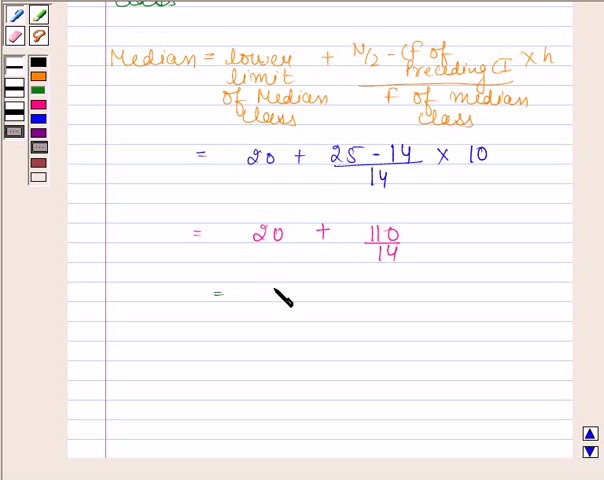 class
Median = lower limit of Median class + N/2 - Cf of Preceding CI / f of median class × h
= 20 + 25 - 14 / 14 × 10
= 20 + 110 / 14
=